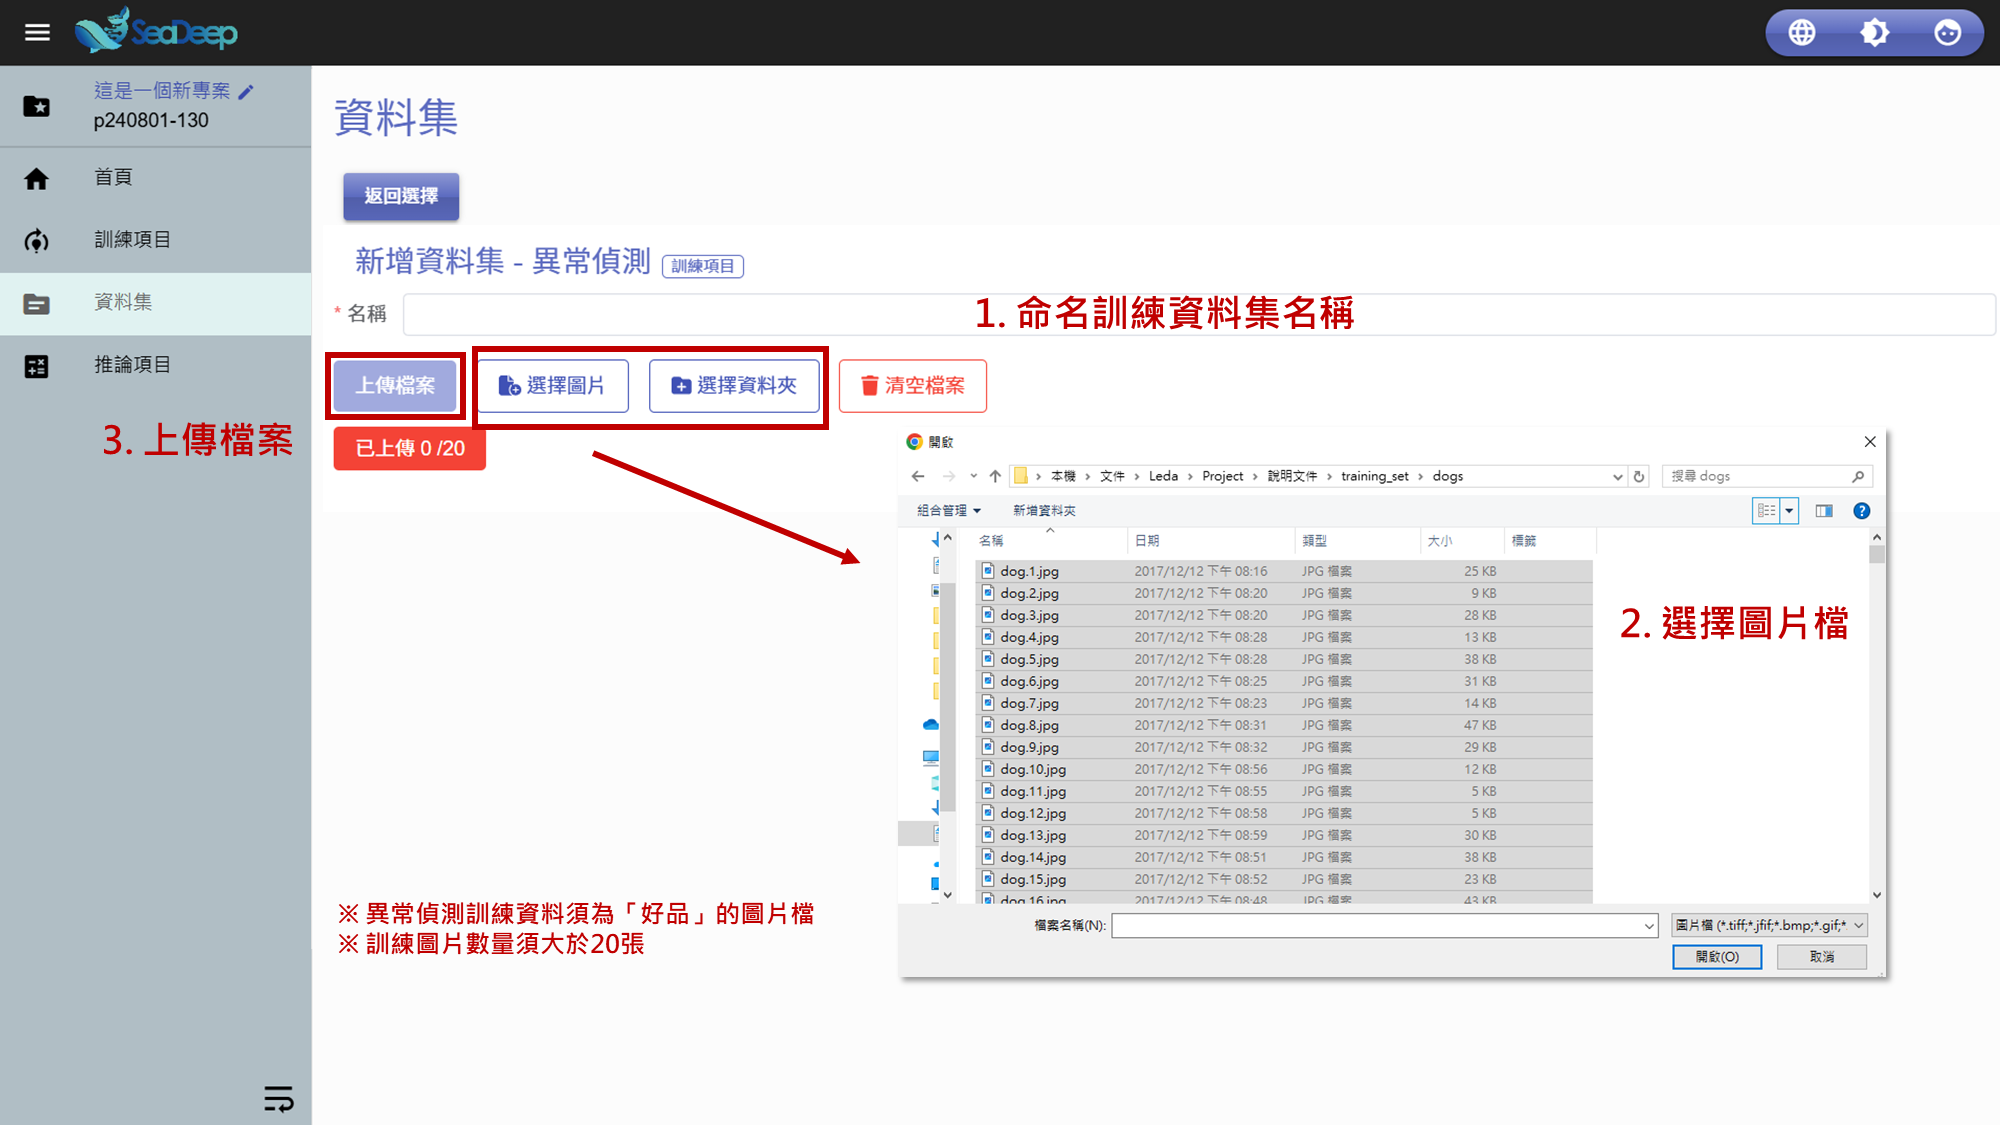 SeaDeep
這是一個新專案
p240801-130
首頁
訓練項目
資料集
推論項目
資料集
返回選擇
新增資料集 - 異常偵測 訓練項目
* 名稱
1. 命名訓練資料集名稱
上傳檔案 選擇圖片 選擇資料夾 清空檔案
3. 上傳檔案
已上傳 0 /20
開啟
本機 › 文件 › Leda › Project › 說明文件 › training_set › dogs
搜尋 dogs
組合管理 新增資料夾
名稱 日期 類型 大小 標籤
dog.1.jpg 2017/12/12 下午 08:16 JPG 檔案 25 KB
dog.2.jpg 2017/12/12 下午 08:20 JPG 檔案 9 KB
dog.3.jpg 2017/12/12 下午 08:20 JPG 檔案 28 KB
dog.4.jpg 2017/12/12 下午 08:28 JPG 檔案 13 KB
dog.5.jpg 2017/12/12 下午 08:28 JPG 檔案 38 KB
dog.6.jpg 2017/12/12 下午 08:25 JPG 檔案 31 KB
dog.7.jpg 2017/12/12 下午 08:23 JPG 檔案 14 KB
dog.8.jpg 2017/12/12 下午 08:31 JPG 檔案 47 KB
dog.9.jpg 2017/12/12 下午 08:32 JPG 檔案 29 KB
dog.10.jpg 2017/12/12 下午 08:56 JPG 檔案 12 KB
dog.11.jpg 2017/12/12 下午 08:55 JPG 檔案 5 KB
dog.12.jpg 2017/12/12 下午 08:58 JPG 檔案 5 KB
dog.13.jpg 2017/12/12 下午 08:59 JPG 檔案 30 KB
dog.14.jpg 2017/12/12 下午 08:51 JPG 檔案 38 KB
dog.15.jpg 2017/12/12 下午 08:52 JPG 檔案 23 KB
dog.16.jpg 2017/12/12 下午 08:48 JPG 檔案 43 KB
2. 選擇圖片檔
檔案名稱(N):
圖片檔 (*.tiff;*.jfif;*.bmp;*.gif;*
開啟(O) 取消
※ 異常偵測訓練資料須為「好品」的圖片檔
※ 訓練圖片數量須大於20張